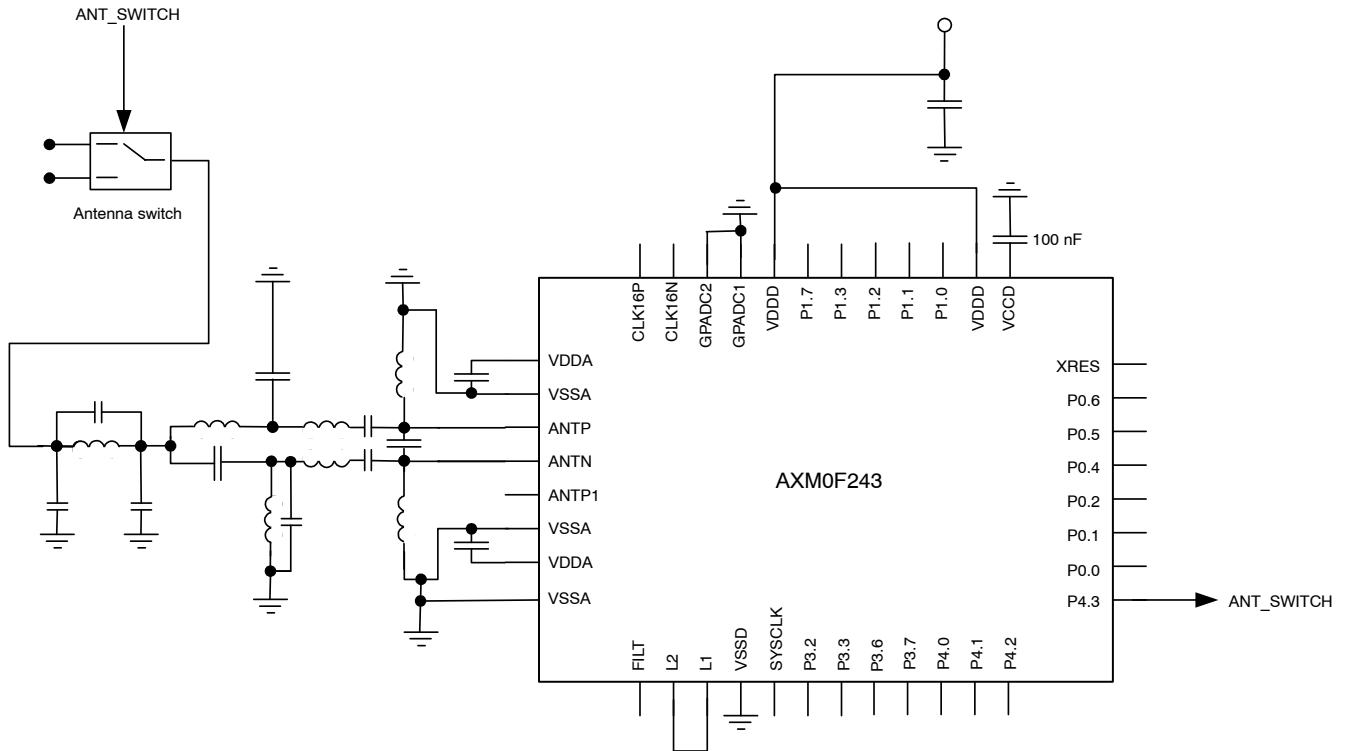 ANT_SWITCH
Antenna switch
100 nF
CLK16P
CLK16N
GPADC2
GPADC1
VDDD
P1.7
P1.3
P1.2
P1.1
P1.0
VDDD
VCCD
VDDA
VSSA
ANTP
ANTN
ANTP1
VSSA
VDDA
VSSA
AXM0F243
XRES
P0.6
P0.5
P0.4
P0.2
P0.1
P0.0
P4.3
ANT_SWITCH
FILT
L2
L1
VSSD
SYSCLK
P3.2
P3.3
P3.6
P3.7
P4.0
P4.1
P4.2